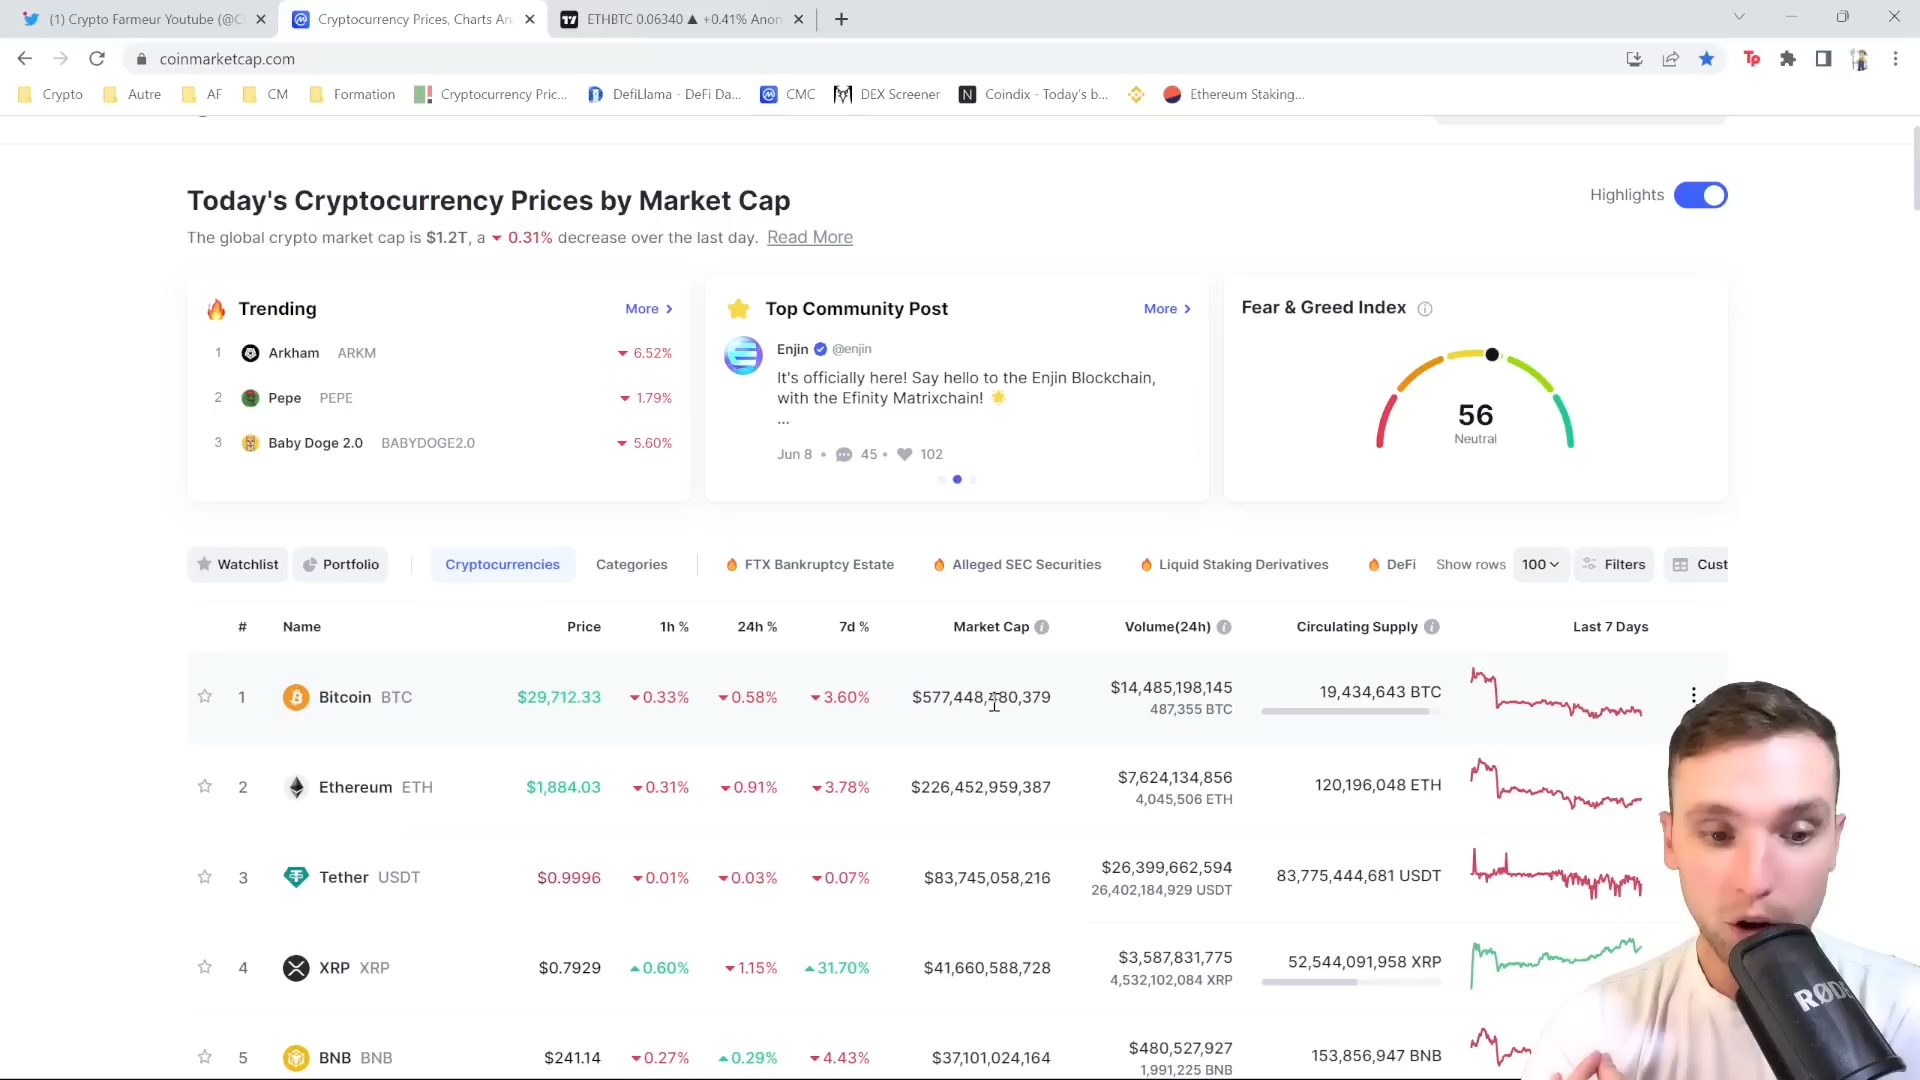 (1) Crypto Farmeur Youtube (@C
Cryptocurrency Prices, Charts An
ETHBTC 0.06340 ▲ +0.41% Anon
coinmarketcap.com
Crypto
Autre
AF
CM
Formation
Cryptocurrency Pric...
DefiLlama - DeFi Da...
CMC
DEX Screener
Coindix - Today's b...
Ethereum Staking...
Today's Cryptocurrency Prices by Market Cap
Highlights
The global crypto market cap is $1.2T, a ▼ 0.31% decrease over the last day. Read More
Trending
More >
1 Arkham ARKM ▼ 6.52%
2 Pepe PEPE ▼ 1.79%
3 Baby Doge 2.0 BABYDOGE2.0 ▼ 5.60%
Top Community Post
More >
Enjin @enjin
It's officially here! Say hello to the Enjin Blockchain,
with the Efinity Matrixchain! 🌟
...
Jun 8 • 45 • 102
Fear & Greed Index
56
Neutral
Watchlist Portfolio Cryptocurrencies Categories FTX Bankruptcy Estate Alleged SEC Securities Liquid Staking Derivatives DeFi Show rows 100 Filters Cust
# Name Price 1h % 24h % 7d % Market Cap Volume(24h) Circulating Supply Last 7 Days
1 Bitcoin BTC $29,712.33 ▼0.33% ▼0.58% ▼3.60% $577,448,480,379 $14,485,198,145 19,434,643 BTC
487,355 BTC
2 Ethereum ETH $1,884.03 ▼0.31% ▼0.91% ▼3.78% $226,452,959,387 $7,624,134,856 120,196,048 ETH
4,045,506 ETH
3 Tether USDT $0.9996 ▼0.01% ▼0.03% ▼0.07% $83,745,058,216 $26,399,662,594 83,775,444,681 USDT
26,402,184,929 USDT
4 XRP XRP $0.7929 ▲0.60% ▼1.15% ▲31.70% $41,660,588,728 $3,587,831,775 52,544,091,958 XRP
4,532,102,084 XRP
5 BNB BNB $241.14 ▼0.27% ▲0.29% ▼4.43% $37,101,024,164 $480,527,927 153,856,947 BNB
1,991,225 BNB
RØDE